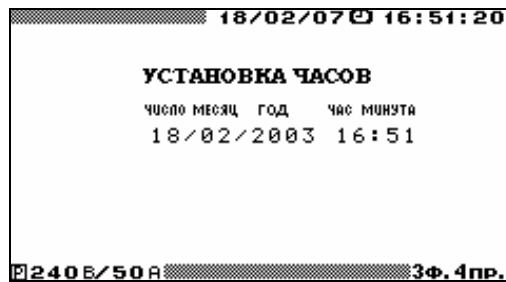 18/02/07 16:51:20
УСТАНОВКА ЧАСОВ
ЧИСЛО МЕСЯЦ ГОД ЧАС МИНУТА
18/02/2003 16:51
P 240В/50А 3Ф.4пр.